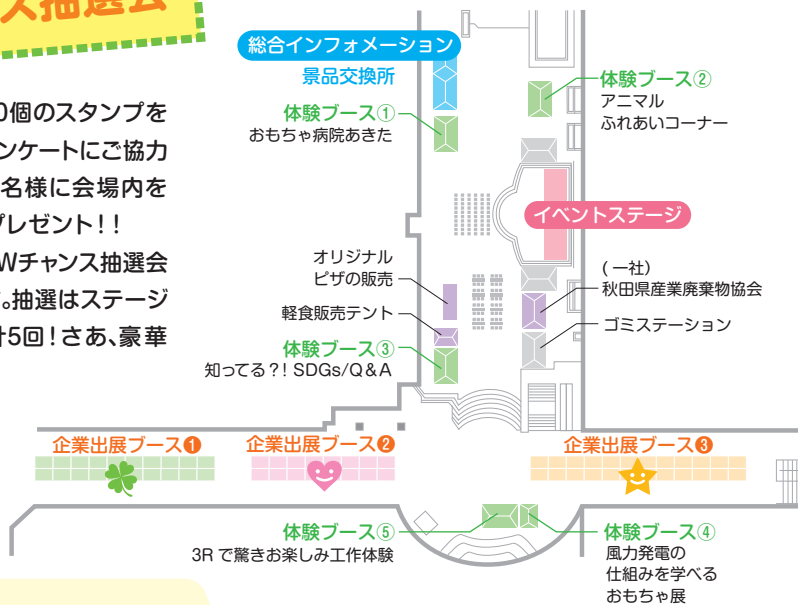 ス抽選会
0個のスタンプを
ンケートにご協力
名様に会場内を
プレゼント!!
Wチャンス抽選会
。抽選はステージ
計5回!さあ、豪華
総合インフォメーション
景品交換所
体験ブース①
おもちゃ病院あきた
体験ブース②
アニマル
ふれあいコーナー
イベントステージ
オリジナル
ピザの販売
軽食販売テント
(一社)
秋田県産業廃棄物協会
ゴミステーション
体験ブース③
知ってる?! SDGs/Q&A
企業出展ブース❶
企業出展ブース❷
企業出展ブース❸
体験ブース⑤
3Rで驚きお楽しみ工作体験
体験ブース④
風力発電の
仕組みを学べる
おもちゃ展